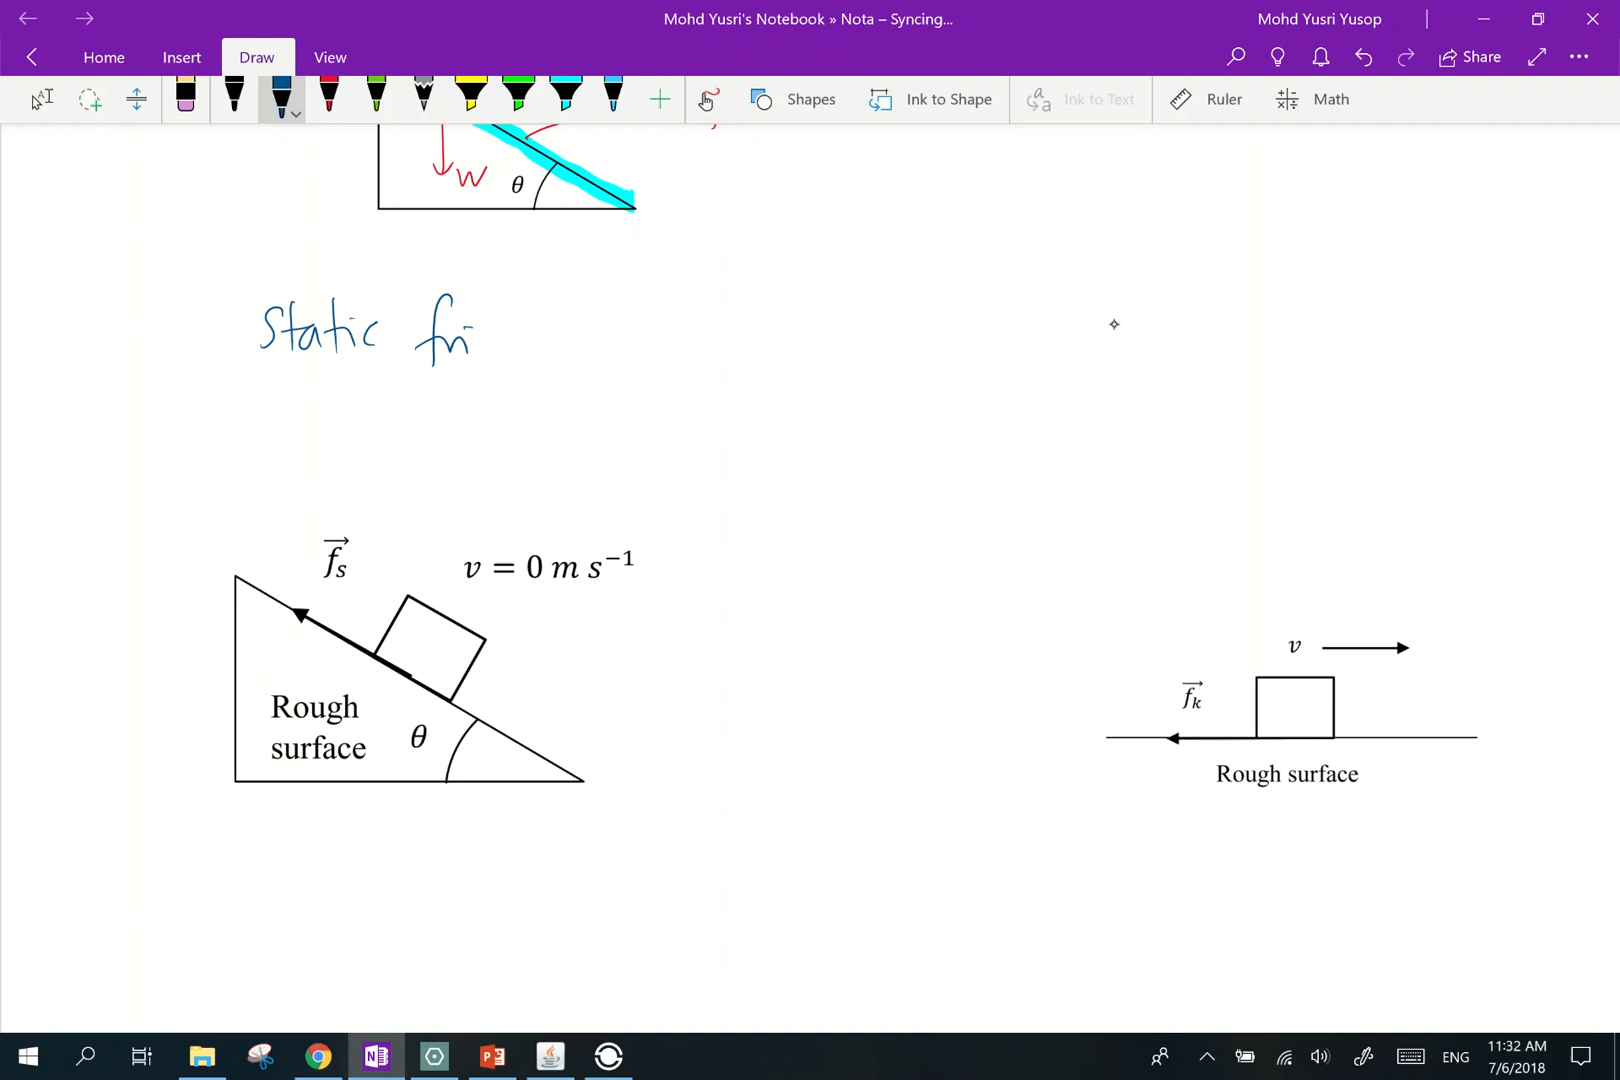 Mohd Yusri's Notebook » Nota – Syncing...
Mohd Yusri Yusop
Home Insert Draw View
Share
Shapes
Ink to Shape
Ink to Text
Ruler
Math
W
θ
Static fri
f⃗ₛ
v = 0 m s⁻¹
Rough
surface
θ
v
f⃗ₖ
Rough surface
ENG
11:32 AM
7/6/2018